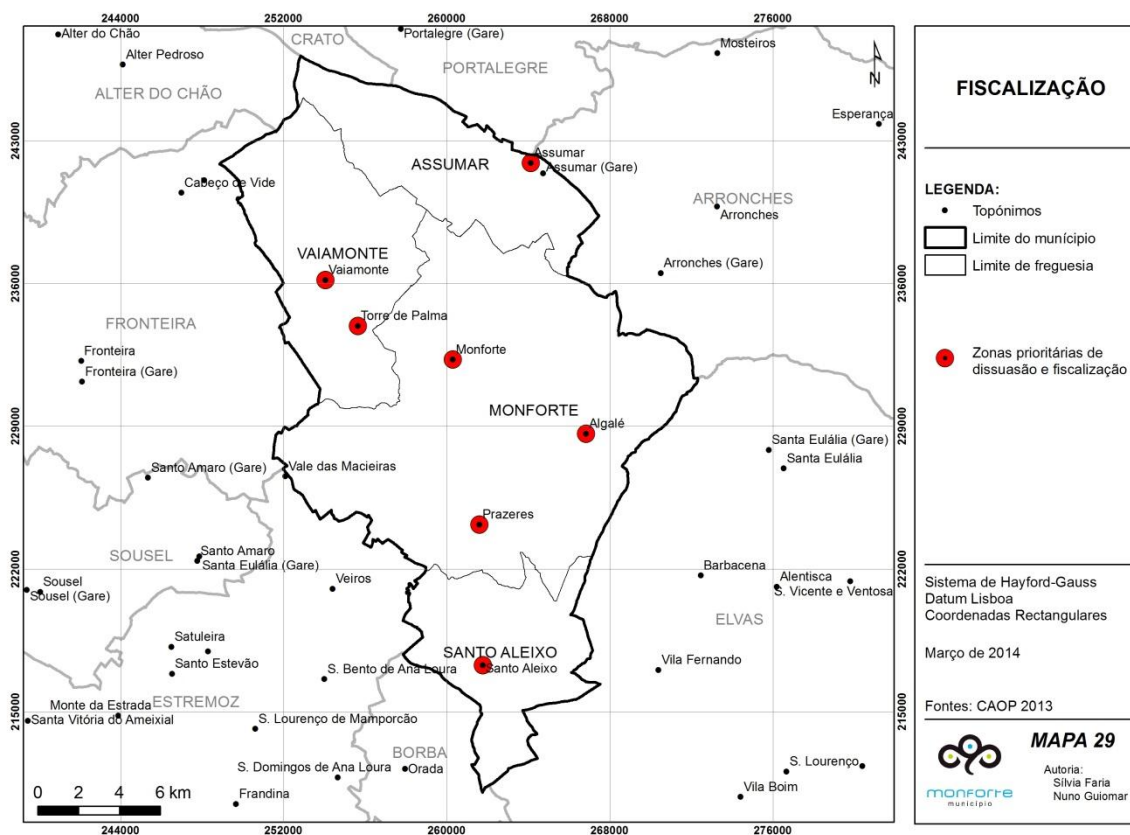 244000 252000 260000 268000 276000
Alter do Chão
Portalegre (Gare)
CRATO
Mosteiros
Alter Pedroso
PORTALEGRE
ALTER DO CHÃO
N
Esperança
243000
243000
ASSUMAR
Assumar
Assumar (Gare)
Cabeço de Vide
ARRONCHES
Arronches
VAIAMONTE
Vaiamonte
Arronches (Gare)
236000
236000
FRONTEIRA
Torre de Palma
Fronteira
Monforte
Fronteira (Gare)
MONFORTE
Algalé
229000
229000
Santa Eulália (Gare)
Santa Eulália
Santo Amaro (Gare)
Vale das Macieiras
Prazeres
SOUSEL
Santo Amaro
Santa Eulália (Gare)
222000
222000
Sousel
Sousel (Gare)
Veiros
Barbacena
Alentisca
S. Vicente e Ventosa
ELVAS
Satuleira
SANTO ALEIXO
Santo Aleixo
Santo Estevão
S. Bento de Ana Loura
Vila Fernando
Monte da Estrada
ESTREMOZ
Santa Vitória do Ameixial
215000
215000
S. Lourenço de Mamporcão
BORBA
S. Domingos de Ana Loura
Orada
S. Lourenço
Frandina
Vila Boim
0 2 4 6 km
244000 252000 260000 268000 276000
FISCALIZAÇÃO
LEGENDA:
Topónimos
Limite do munícipio
Limite de freguesia
Zonas prioritárias de
dissuasão e fiscalização
Sistema de Hayford-Gauss
Datum Lisboa
Coordenadas Rectangulares
Março de 2014
Fontes: CAOP 2013
monforte
município
MAPA 29
Autoria:
Sílvia Faria
Nuno Guiomar